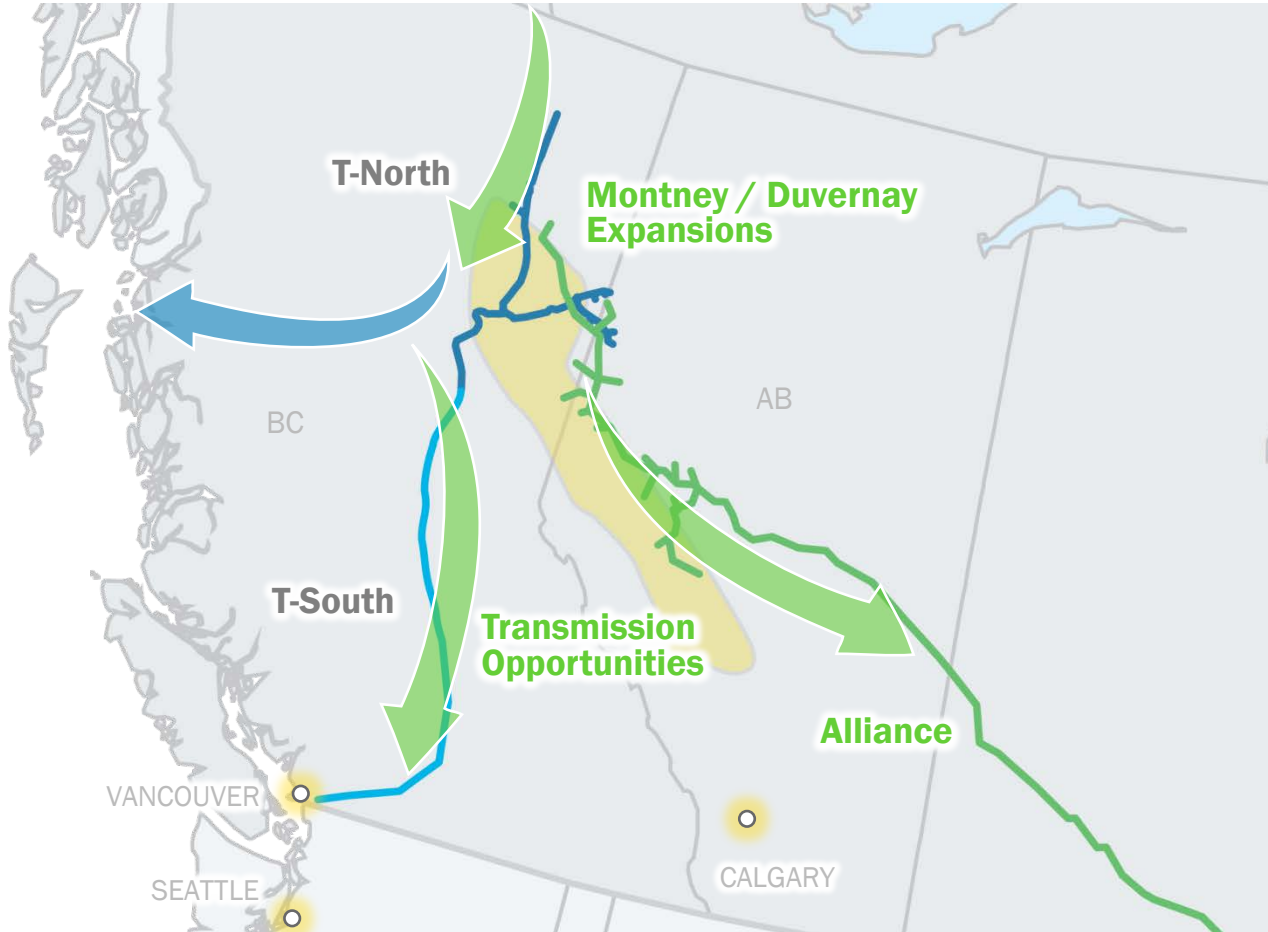 T-North
Montney / Duvernay
Expansions
BC
AB
T-South
Transmission
Opportunities
Alliance
VANCOUVER
CALGARY
SEATTLE